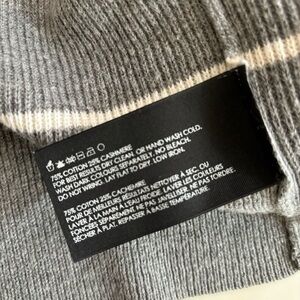 75% COTTON 25% CASHMERE
FOR BEST RESULTS DRY CLEAN, OR HAND WASH COLD,
WASH DARK COLOURS SEPARATELY, NO BLEACH,
DO NOT WRING, LAY FLAT TO DRY, LOW IRON.
75% COTON 25% CACHEMIRE
POUR DE MEILLEURS RÉSULTATS NETTOYER À SEC, OU
LAVER À LA MAIN À L'EAU FROIDE, LAVER LES COULEURS
FONCÉES SÉPARÉMENT, NE PAS JAVELLISER, NE PAS TORDRE,
SÉCHER À PLAT, REPASSER À BASSE TEMPÉRATURE.